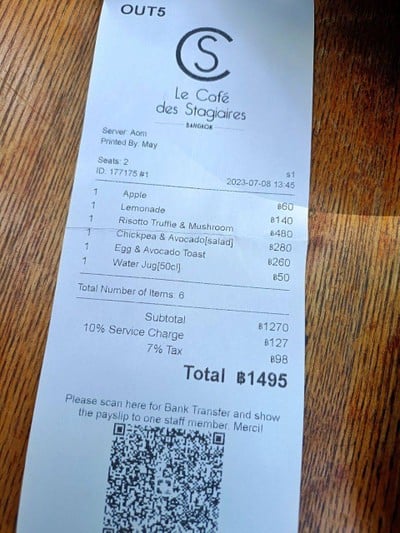 OUT5
CS
Le Café
des Stagiaires
BANGKOK
Server: Aom
Printed By: May
Seats: 2 s1
ID: 177175 #1 2023-07-08 13:45
1 Apple ฿60
1 Lemonade ฿140
1 Risotto Truffle & Mushroom ฿480
1 Chickpea & Avocado[salad] ฿280
1 Egg & Avocado Toast ฿260
1 Water Jug[50cl] ฿50
Total Number of Items: 6
Subtotal ฿1270
10% Service Charge ฿127
7% Tax ฿98
Total ฿1495
Please scan here for Bank Transfer and show
the payslip to one staff member. Merci!